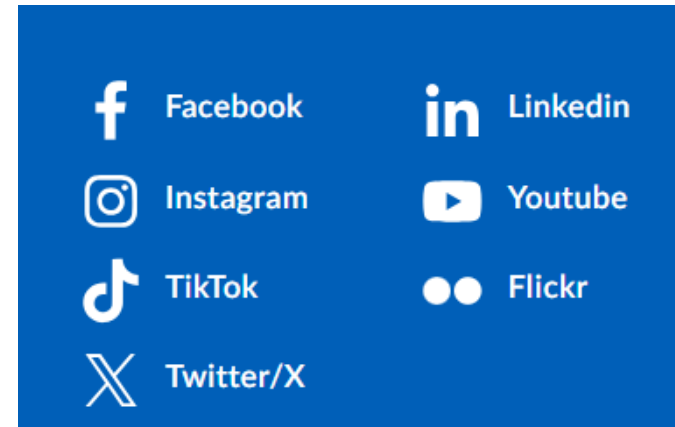 Facebook
Linkedin
Instagram
Youtube
TikTok
Flickr
Twitter/X